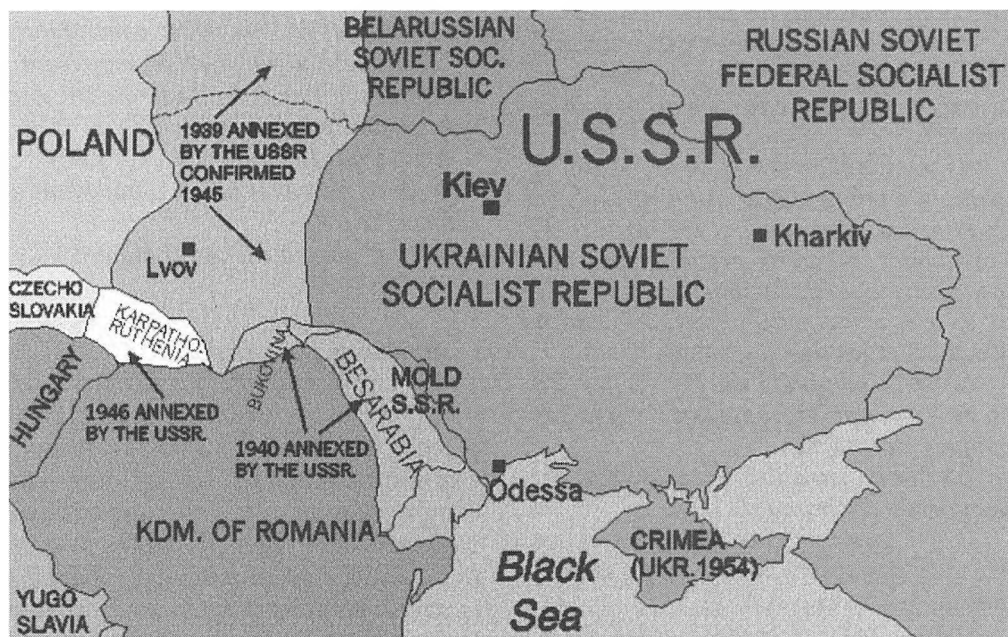 BELARUSSIAN
SOVIET SOC.
REPUBLIC
RUSSIAN SOVIET
FEDERAL SOCIALIST
REPUBLIC
POLAND
1939 ANNEXED
BY THE USSR
CONFIRMED
1945
U.S.S.R.
Kiev
Kharkiv
Lvov
UKRAINIAN SOVIET
SOCIALIST REPUBLIC
CZECHO
SLOVAKIA
KARPATHO-
RUTHENIA
HUNGARY
BUKOVINA
BESARABIA
MOLD
S.S.R.
1946 ANNEXED
BY THE USSR.
1940 ANNEXED
BY THE USSR.
Odessa
KDM. OF ROMANIA
CRIMEA
(UKR.1954)
Black
Sea
YUGO
SLAVIA